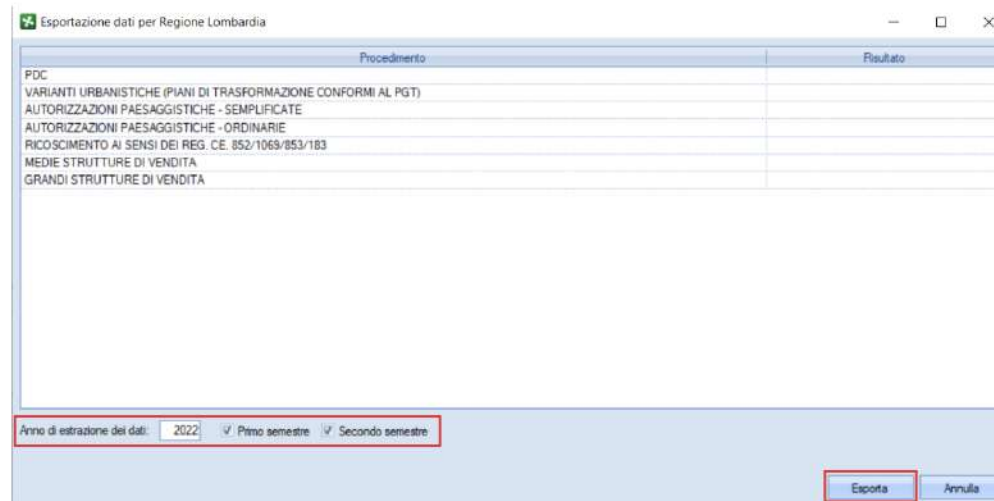 Esportazione dati per Regione Lombardia
Procedimento Risultato
PDC
VARIANTI URBANISTICHE (PIANI DI TRASFORMAZIONE CONFORMI AL PGT)
AUTORIZZAZIONI PAESAGGISTICHE - SEMPLIFICATE
AUTORIZZAZIONI PAESAGGISTICHE - ORDINARIE
RICOSCIMENTO AI SENSI DEI REG. CE. 852/1069/853/183
MEDIE STRUTTURE DI VENDITA
GRANDI STRUTTURE DI VENDITA
Anno di estrazione dei dati: 2022 Primo semestre Secondo semestre
Esporta Annulla